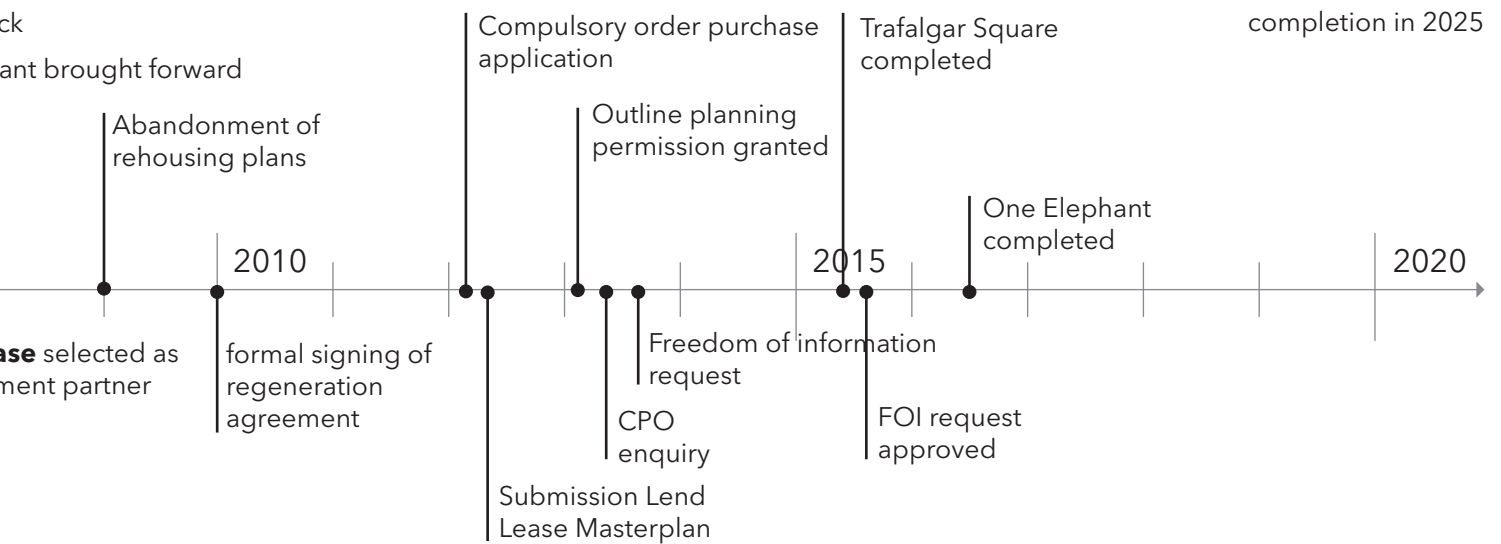 ck
ant brought forward
Abandonment of
rehousing plans
Compulsory order purchase
application
Outline planning
permission granted
Trafalgar Square
completed
completion in 2025
One Elephant
completed
2010
2015
2020
ase selected as
ment partner
formal signing of
regeneration
agreement
Freedom of information
request
CPO
enquiry
FOI request
approved
Submission Lend
Lease Masterplan